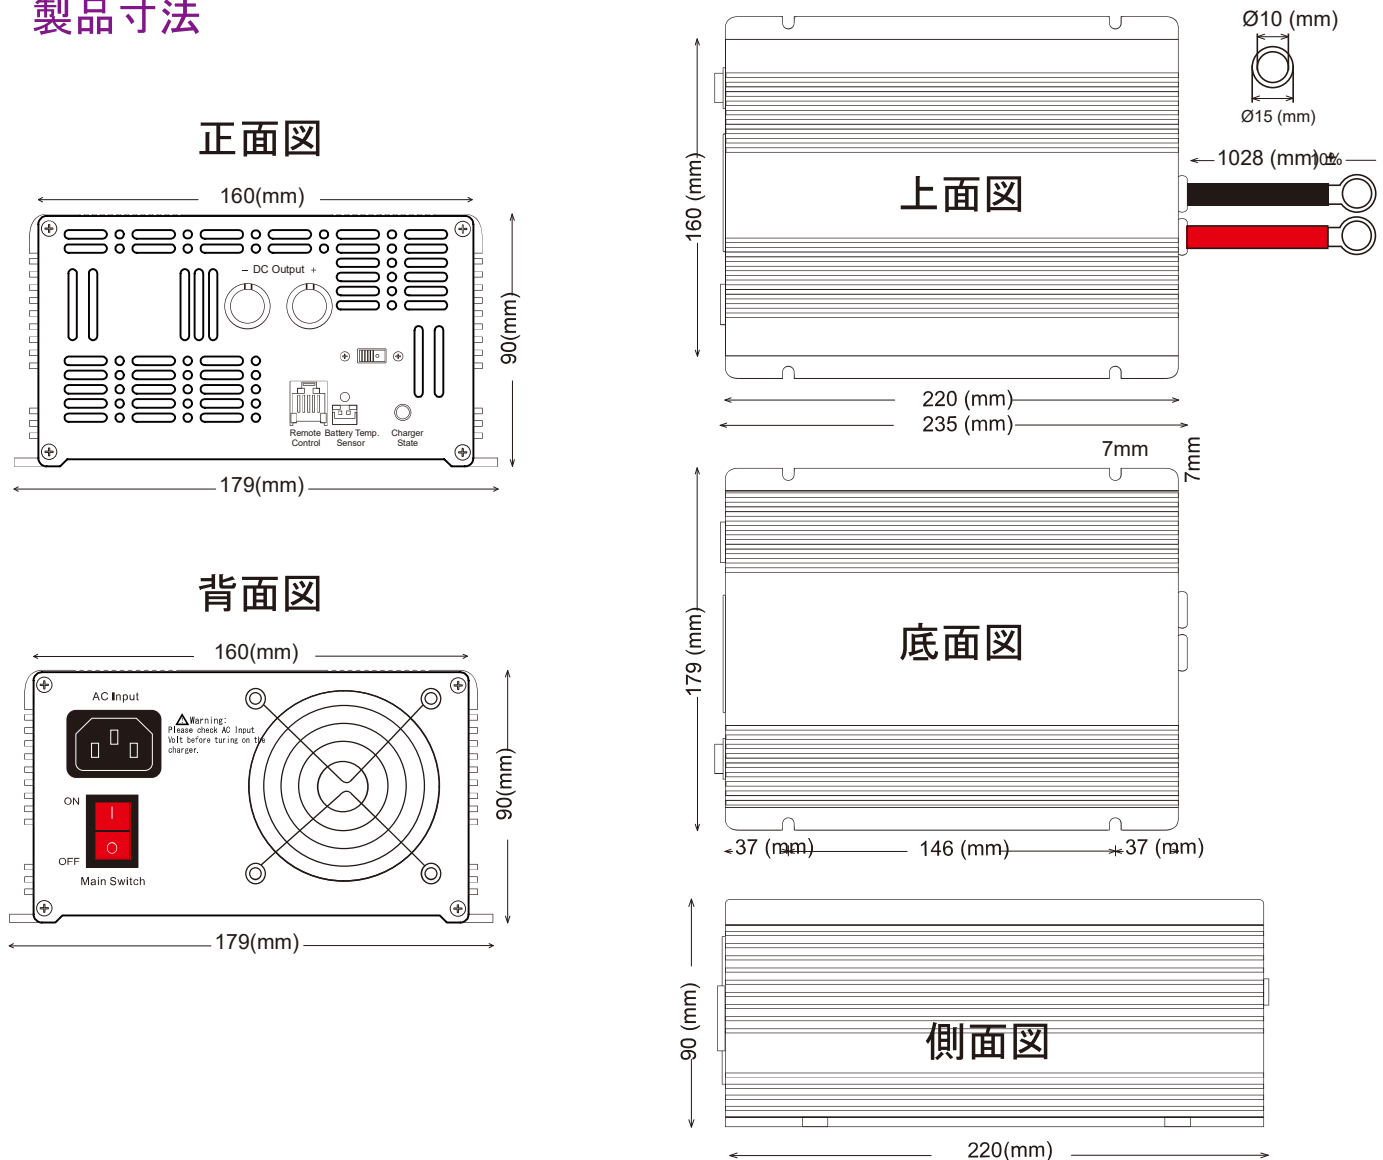 製品寸法
正面図
160(mm)
– DC Output +
90(mm)
Remote Control
Battery Temp. Sensor
Charger State
179(mm)
背面図
160(mm)
AC Input
Warning:
Please check AC Input
Volt before turing on the
charger.
ON
OFF
Main Switch
90(mm)
179(mm)
Ø10 (mm)
Ø15 (mm)
1028 (mm)± 10%
160 (mm)
上面図
220 (mm)
235 (mm)
7mm
7mm
179 (mm)
底面図
37 (mm)
146 (mm)
37 (mm)
90 (mm)
側面図
220(mm)